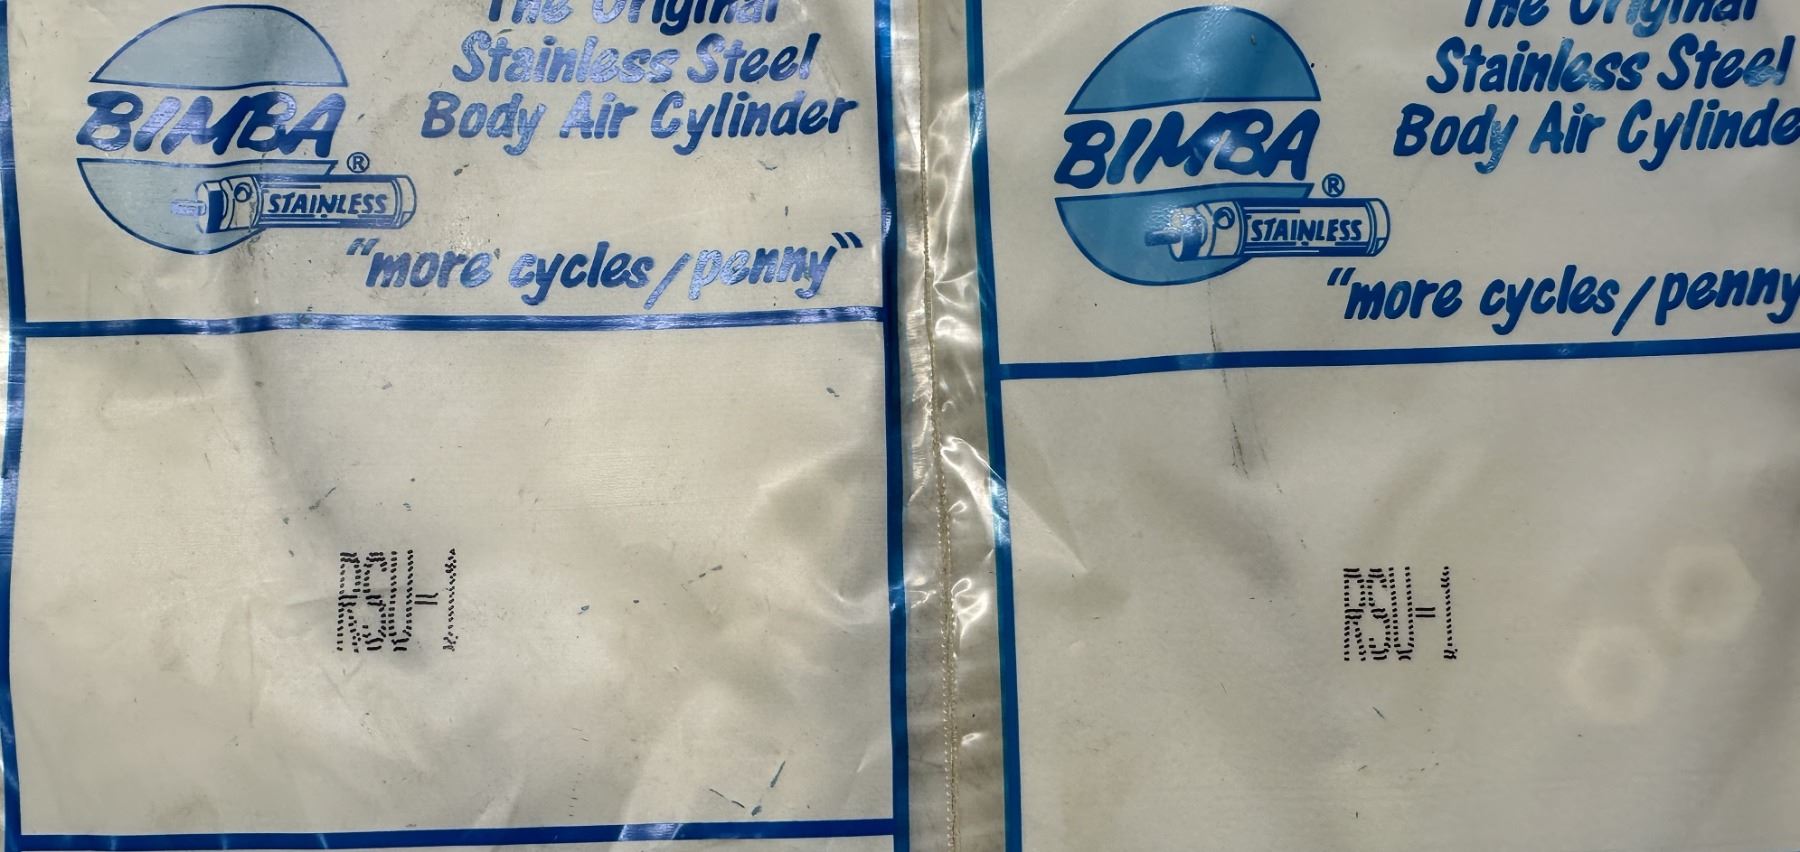 The Original
Stainless Steel
Body Air Cylinder
BIMBA®
STAINLESS
"more cycles/penny"
RSU-1
The Original
Stainless Steel
Body Air Cylinde
BIMBA®
STAINLESS
"more cycles/penny
RSU-1